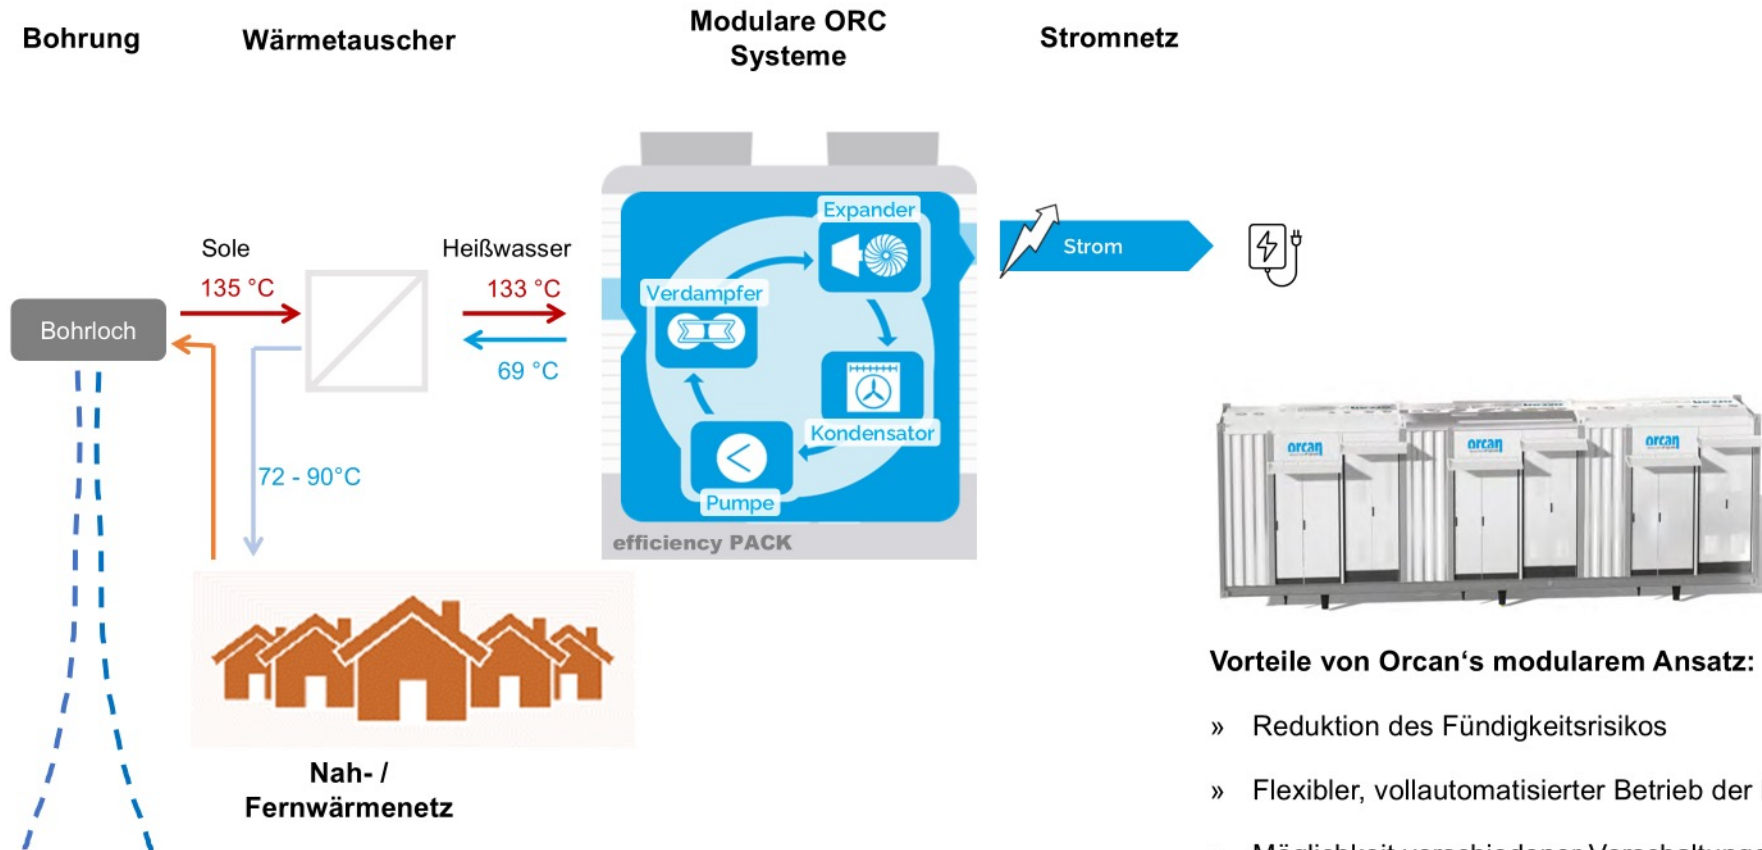 Bohrung
Wärmetauscher
Modulare ORC
Systeme
Stromnetz
Sole
135 °C
Heißwasser
133 °C
69 °C
Bohrloch
72 - 90°C
Expander
Verdampfer
Kondensator
Pumpe
efficiency PACK
Strom
orcan
orcan
orcan
Nah- /
Fernwärmenetz
Vorteile von Orcan‘s modularem Ansatz:
» Reduktion des Fündigkeitsrisikos
» Flexibler, vollautomatisierter Betrieb der